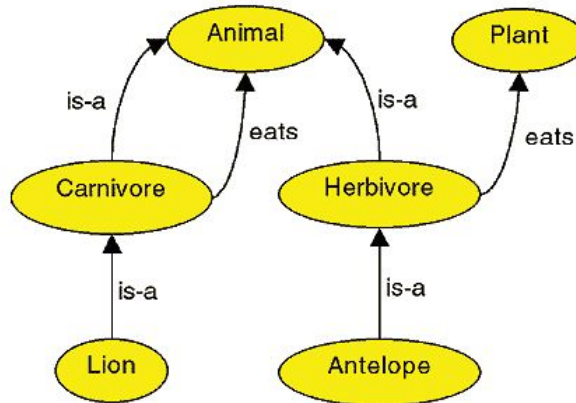 Animal
Plant
is-a
is-a
eats
eats
Carnivore
Herbivore
is-a
is-a
Lion
Antelope